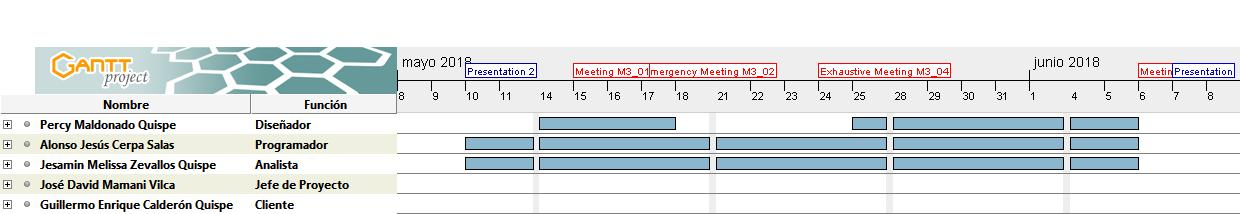 GANTT
project
mayo 2018
junio 2018
Presentation 2
Meeting M3_01
mergency Meeting M3_02
Exhaustive Meeting M3_04
Meetin
Presentation
8 9 10 11 14 15 16 17 18 21 22 23 24 25 28 29 30 31 1 4 5 6 7 8
Nombre Función
Percy Maldonado Quispe Diseñador
Alonso Jesús Cerpa Salas Programador
Jesamin Melissa Zevallos Quispe Analista
José David Mamani Vilca Jefe de Proyecto
Guillermo Enrique Calderón Quispe Cliente